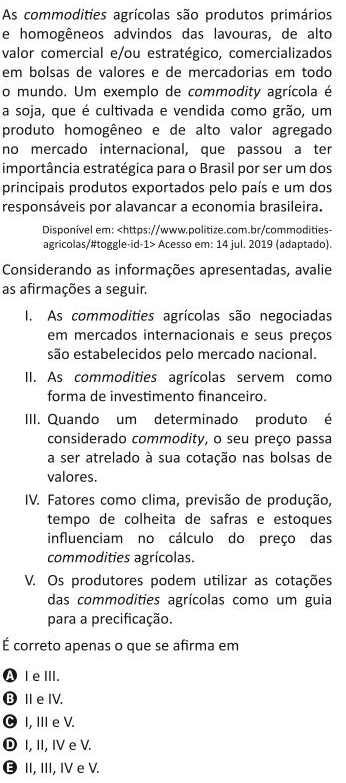 As commodities agrícolas são produtos primários
e homogêneos advindos das lavouras, de alto
valor comercial e/ou estratégico, comercializados
em bolsas de valores e de mercadorias em todo
o mundo. Um exemplo de commodity agrícola é
a soja, que é cultivada e vendida como grão, um
produto homogêneo e de alto valor agregado
no mercado internacional, que passou a ter
importância estratégica para o Brasil por ser um dos
principais produtos exportados pelo país e um dos
responsáveis por alavancar a economia brasileira.
Disponível em: <https://www.politize.com.br/commodities-
agricolas/#toggle-id-1> Acesso em: 14 jul. 2019 (adaptado).
Considerando as informações apresentadas, avalie
as afirmações a seguir.
I. As commodities agrícolas são negociadas
em mercados internacionais e seus preços
são estabelecidos pelo mercado nacional.
II. As commodities agrícolas servem como
forma de investimento financeiro.
III. Quando um determinado produto é
considerado commodity, o seu preço passa
a ser atrelado à sua cotação nas bolsas de
valores.
IV. Fatores como clima, previsão de produção,
tempo de colheita de safras e estoques
influenciam no cálculo do preço das
commodities agrícolas.
V. Os produtores podem utilizar as cotações
das commodities agrícolas como um guia
para a precificação.
É correto apenas o que se afirma em
A I e III.
B II e IV.
C I, III e V.
D I, II, IV e V.
E II, III, IV e V.